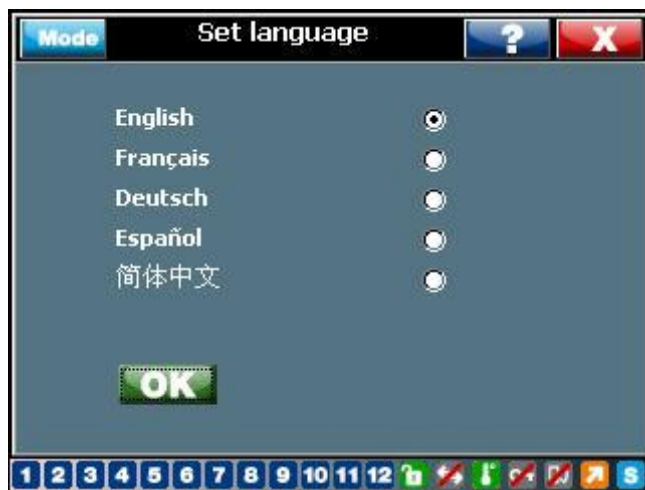 Mode Set language ? X
English
Français
Deutsch
Español
简体中文
OK
1 2 3 4 5 6 7 8 9 10 11 12 S